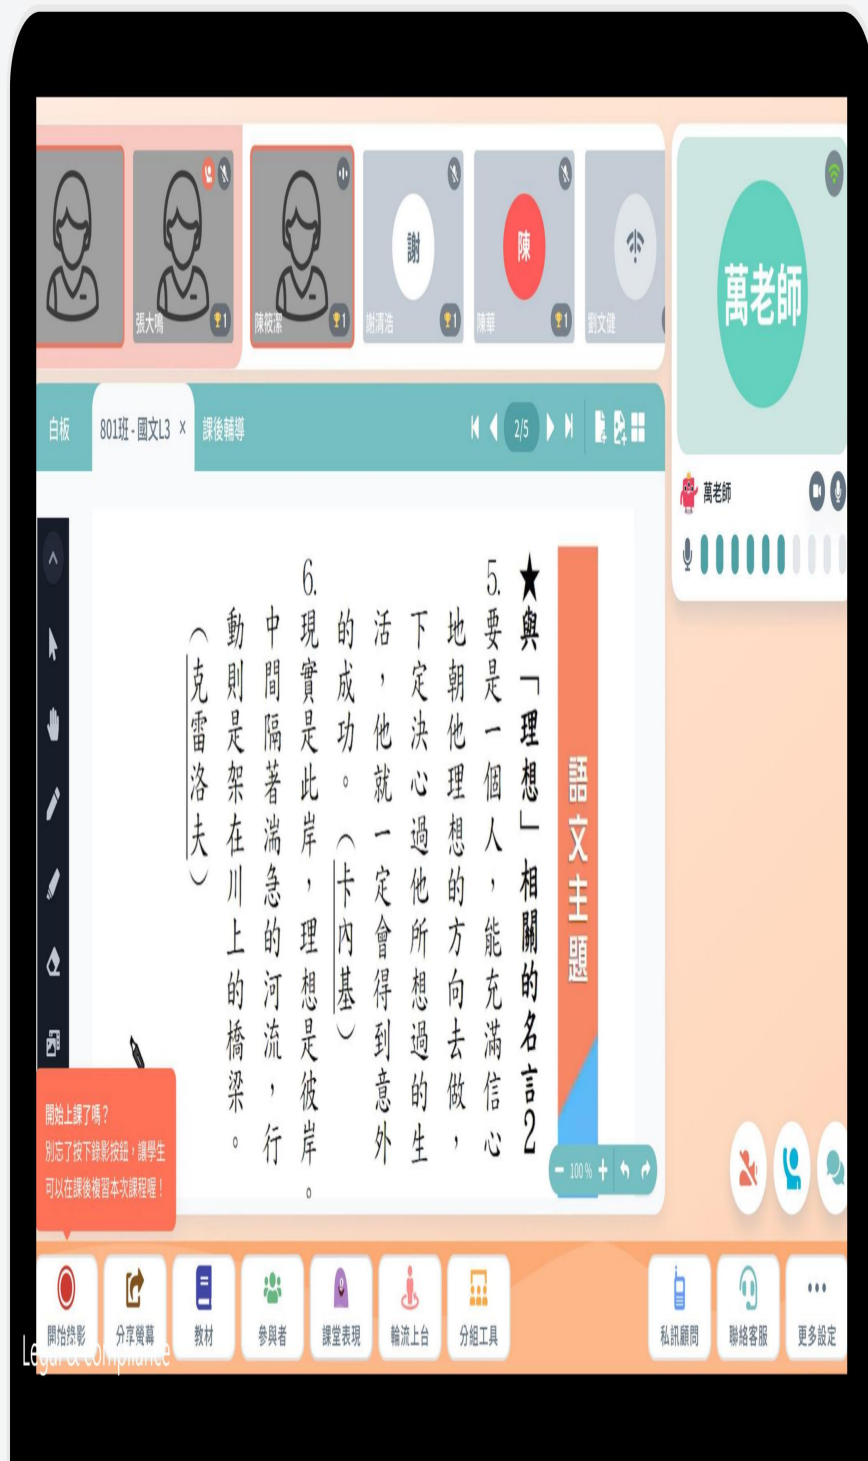 張大鳴
1
陳筱潔
1
謝
謝清浩
1
陳
陳華
1
劉文健
萬老師
萬老師
白板
801班 - 國文L3 ×
課後輔導
2/5
語文主題
★與「理想」相關的名言2
5.要是一個人,能充滿信心
地朝他理想的方向去做,
下定決心過他所想過的生
活,他就一定會得到意外
的成功。(卡內基)
6.現實是此岸,理想是彼岸。
中間隔著湍急的河流,行
動則是架在川上的橋梁。
(克雷洛夫)
100%
開始上課了嗎?
別忘了按下錄影按鈕,讓學生
可以在課後複習本次課程喔!
開始錄影
分享螢幕
教材
參與者
課堂表現
輪流上台
分組工具
私訊顧問
聯絡客服
更多設定
Legal & compliance